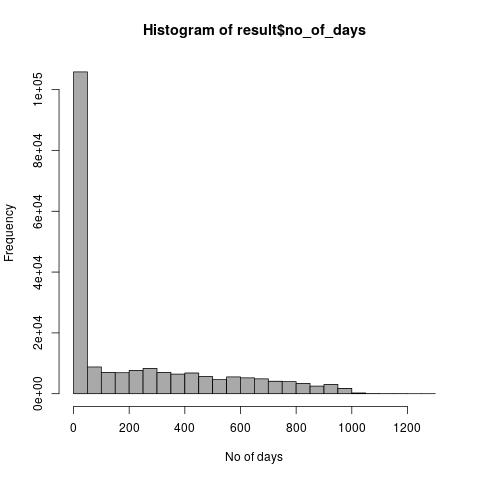 Histogram of result$no_of_days
Frequency
1e+05
8e+04
6e+04
4e+04
2e+04
0e+00
0 200 400 600 800 1000 1200
No of days